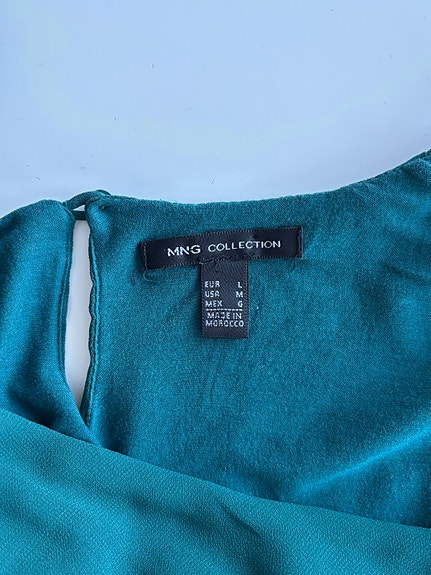 MNG COLLECTION
EUR L
USA M
MEX G
MADE IN
MOROCCO